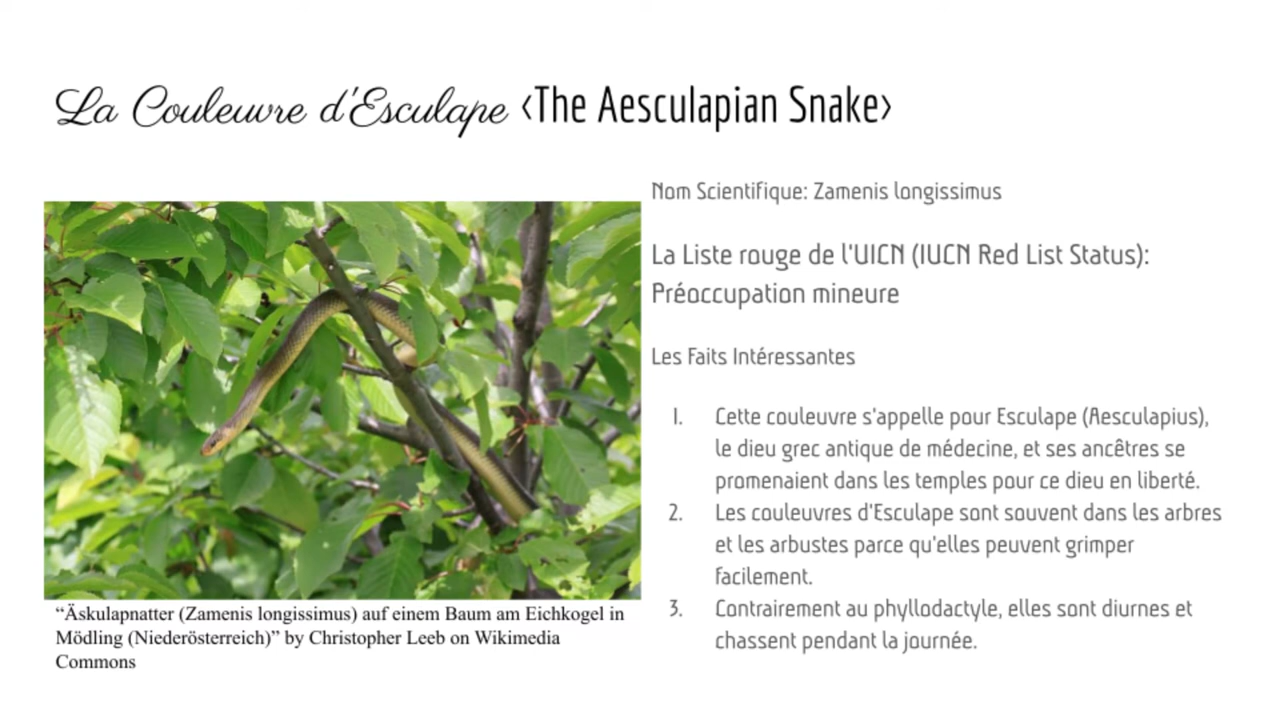 La Couleuvre d'Esculape <The Aesculapian Snake>
Nom Scientifique: Zamenis longissimus
La Liste rouge de l'UICN (IUCN Red List Status):
Préoccupation mineure
Les Faits Intéressantes
1. Cette couleuvre s'appelle pour Esculape (Aesculapius),
le dieu grec antique de médecine, et ses ancêtres se
promenaient dans les temples pour ce dieu en liberté.
2. Les couleuvres d'Esculape sont souvent dans les arbres
et les arbustes parce qu'elles peuvent grimper
facilement.
3. Contrairement au phyllodactyle, elles sont diurnes et
chassent pendant la journée.
“Äskulapnatter (Zamenis longissimus) auf einem Baum am Eichkogel in
Mödling (Niederösterreich)” by Christopher Leeb on Wikimedia
Commons